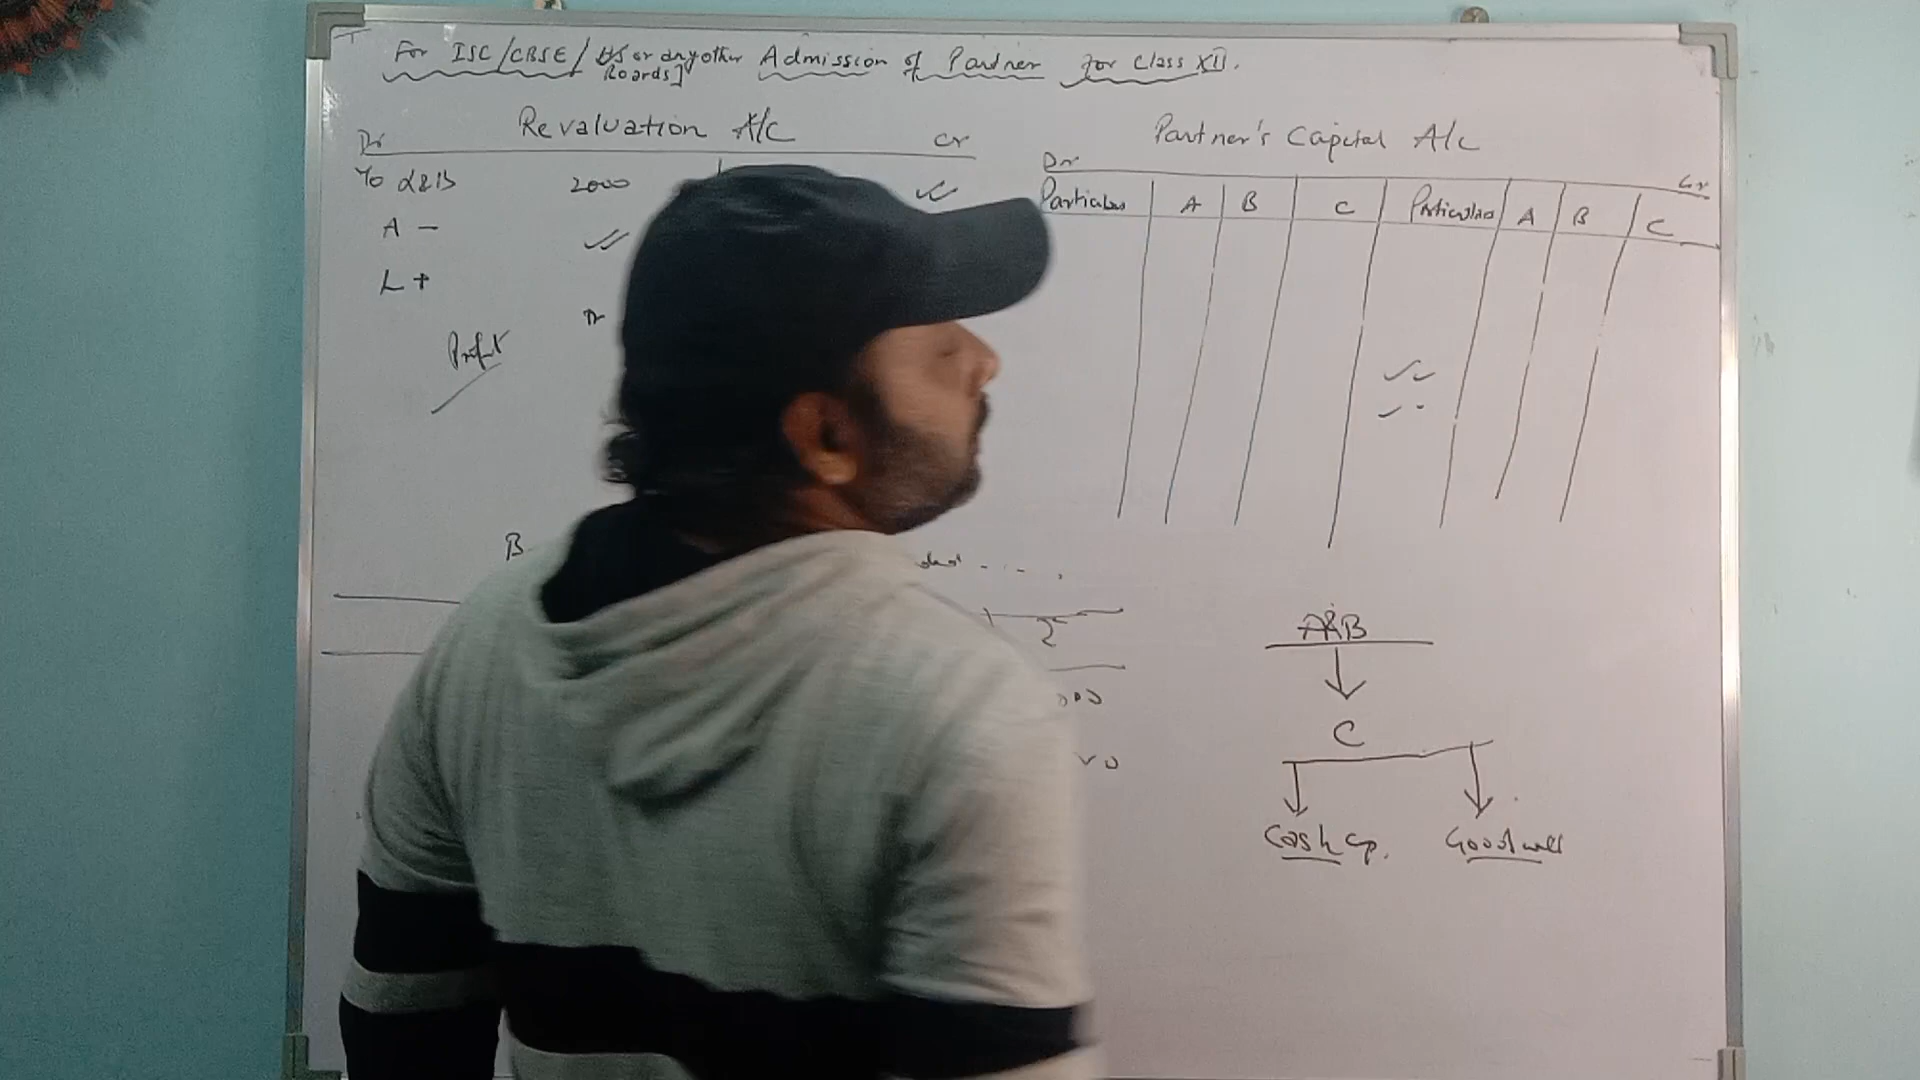 For ISC/CBSE/HS or any other Admission of Partner for Class XII.
Boards]
Revaluation A/c
Dr Cr
To
2000
A -
L +
Profit
Partner's Capital A/c
Dr
Cr
Particulars A B C Particulars A B C
B
A&B
C
Cash Cp. Goodwill